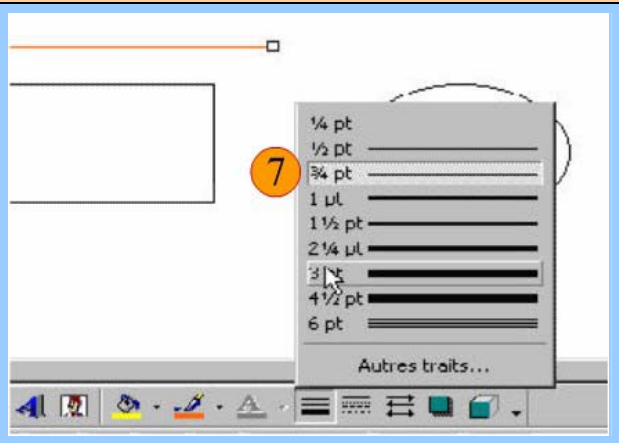 ¼ pt
½ pt
7
¾ pt
1 pt
1 ½ pt
2 ¼ pt
3 pt
4 ½ pt
6 pt
Autres traits...
A
A